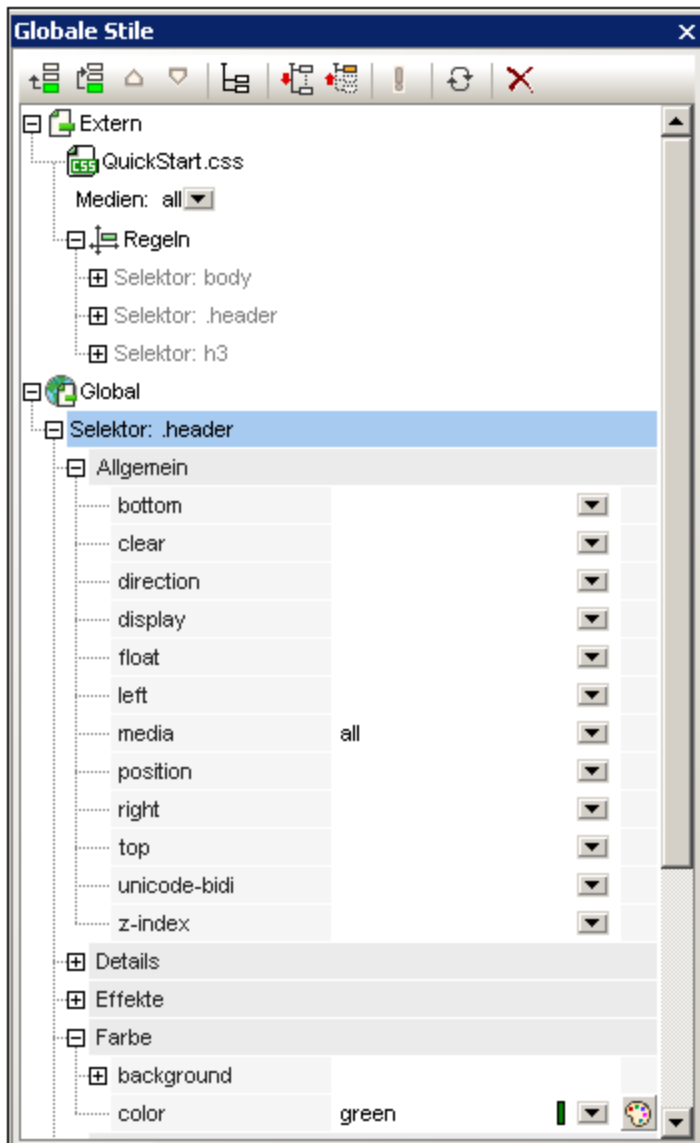 Globale Stile
Extern
CSS QuickStart.css
Medien: all
Regeln
Selektor: body
Selektor: .header
Selektor: h3
Global
Selektor: .header
Allgemein
bottom
clear
direction
display
float
left
media all
position
right
top
unicode-bidi
z-index
Details
Effekte
Farbe
background
color green